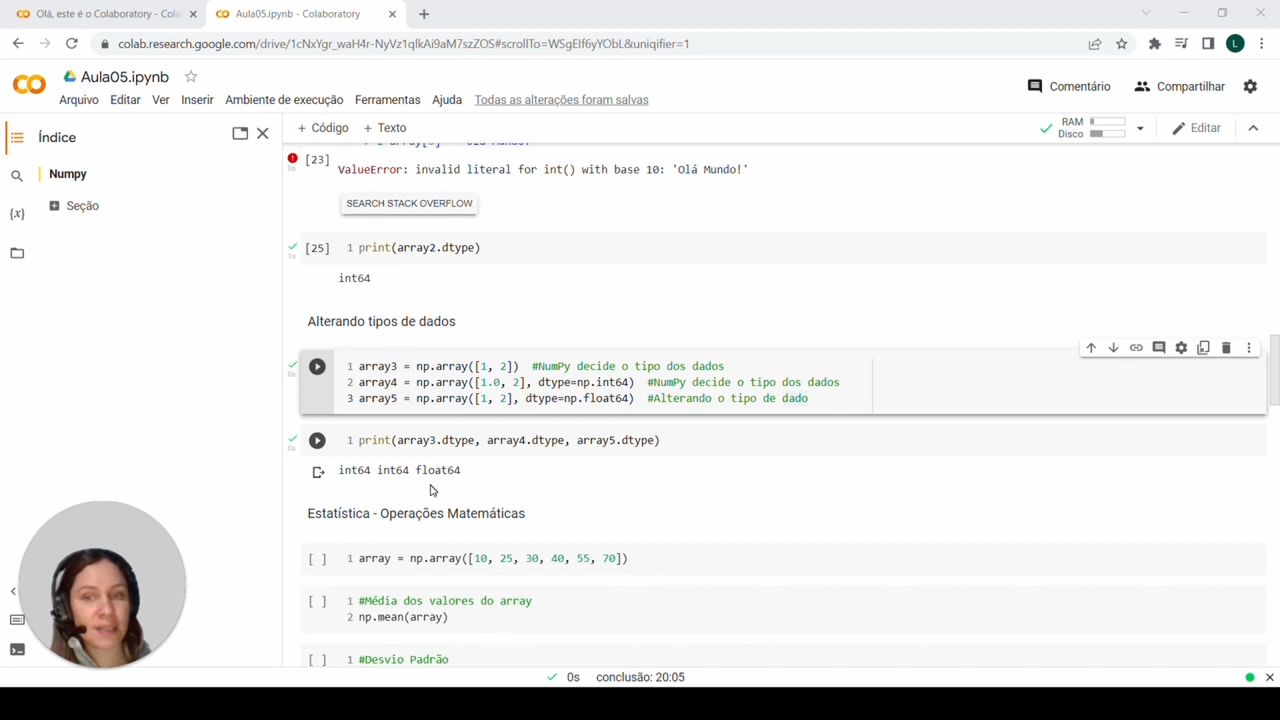 Olá, este é o Colaboratory - Cola
Aula05.ipynb - Colaboratory
colab.research.google.com/drive/1cNxYgr_waH4r-NyVz1qlkAi9aM7szZOS#scrollTo=WSgEIf6yYObL&uniqifier=1
L
CO
Aula05.ipynb
Arquivo Editar Ver Inserir Ambiente de execução Ferramentas Ajuda Todas as alterações foram salvas
Comentário Compartilhar
Índice
Numpy
Seção
{x}
+ Código + Texto
RAM
Disco
Editar
[23]
0s
ValueError: invalid literal for int() with base 10: 'Olá Mundo!'
SEARCH STACK OVERFLOW
[25] 1 print(array2.dtype)
1s
int64
Alterando tipos de dados
1 array3 = np.array([1, 2]) #NumPy decide o tipo dos dados
0s
2 array4 = np.array([1.0, 2], dtype=np.int64) #NumPy decide o tipo dos dados
3 array5 = np.array([1, 2], dtype=np.float64) #Alterando o tipo de dado
1 print(array3.dtype, array4.dtype, array5.dtype)
0s
int64 int64 float64
Estatística - Operações Matemáticas
[ ] 1 array = np.array([10, 25, 30, 40, 55, 70])
[ ] 1 #Média dos valores do array
2 np.mean(array)
[ ] 1 #Desvio Padrão
0s conclusão: 20:05